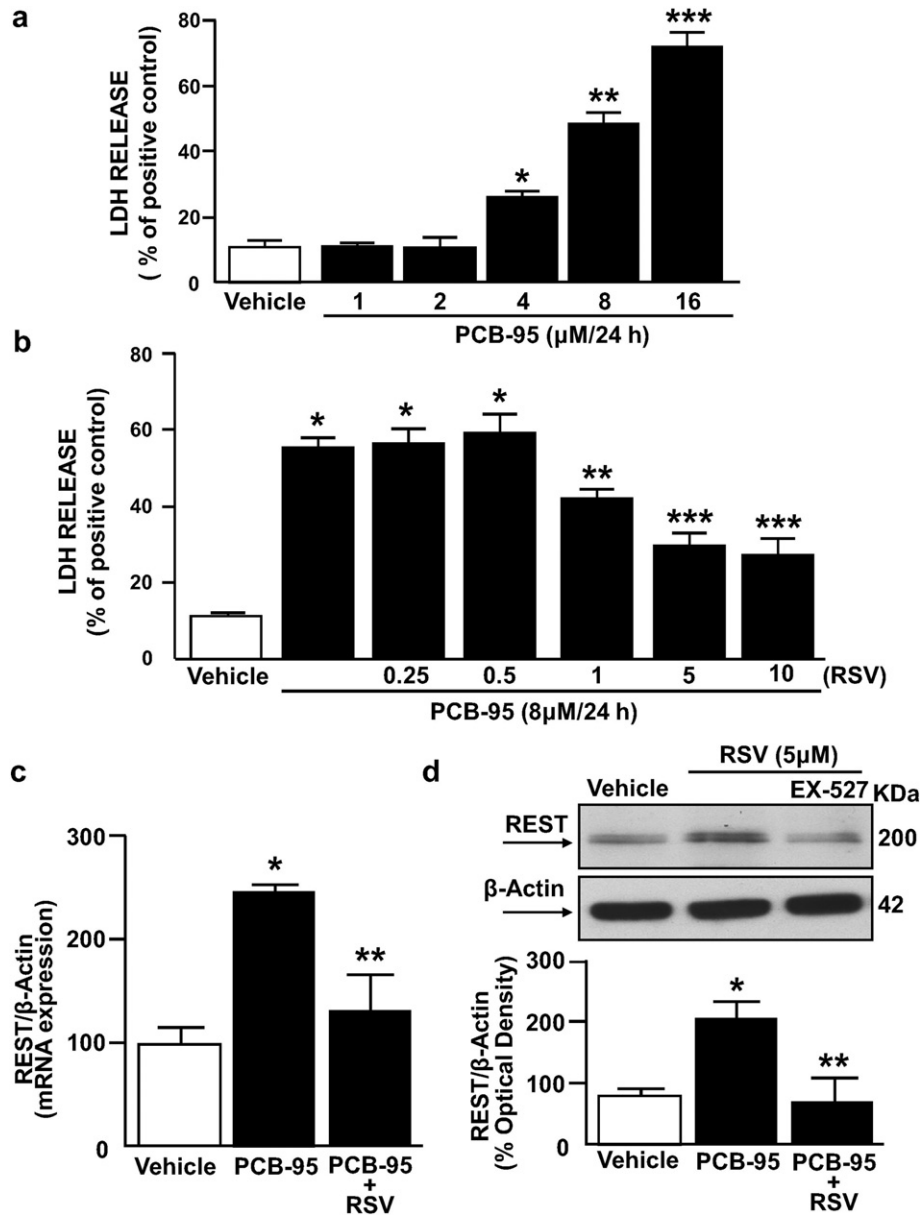 a
LDH RELEASE
( % of positive control)
80
60
40
20
0
*
**
***
Vehicle
1
2
4
8
16
PCB-95 (μM/24 h)
b
LDH RELEASE
(% of positive control)
80
60
40
20
0
*
*
*
**
***
***
Vehicle
0.25
0.5
1
5
10
(RSV)
PCB-95 (8μM/24 h)
c
REST/β-Actin
(mRNA expression)
300
200
100
0
*
**
Vehicle
PCB-95
PCB-95
+
RSV
d
RSV (5μM)
Vehicle
EX-527
KDa
REST
200
β-Actin
42
REST/β-Actin
(% Optical Density)
300
200
100
0
*
**
Vehicle
PCB-95
PCB-95
+
RSV